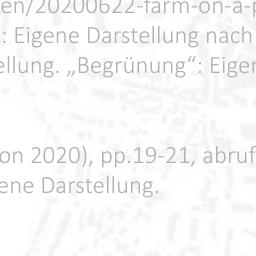 en/20200622-farm-on-a-p
: Eigene Darstellung nach
ellung. „Begrünung“: Eiger
on 2020), pp.19-21, abruf
ene Darstellung.